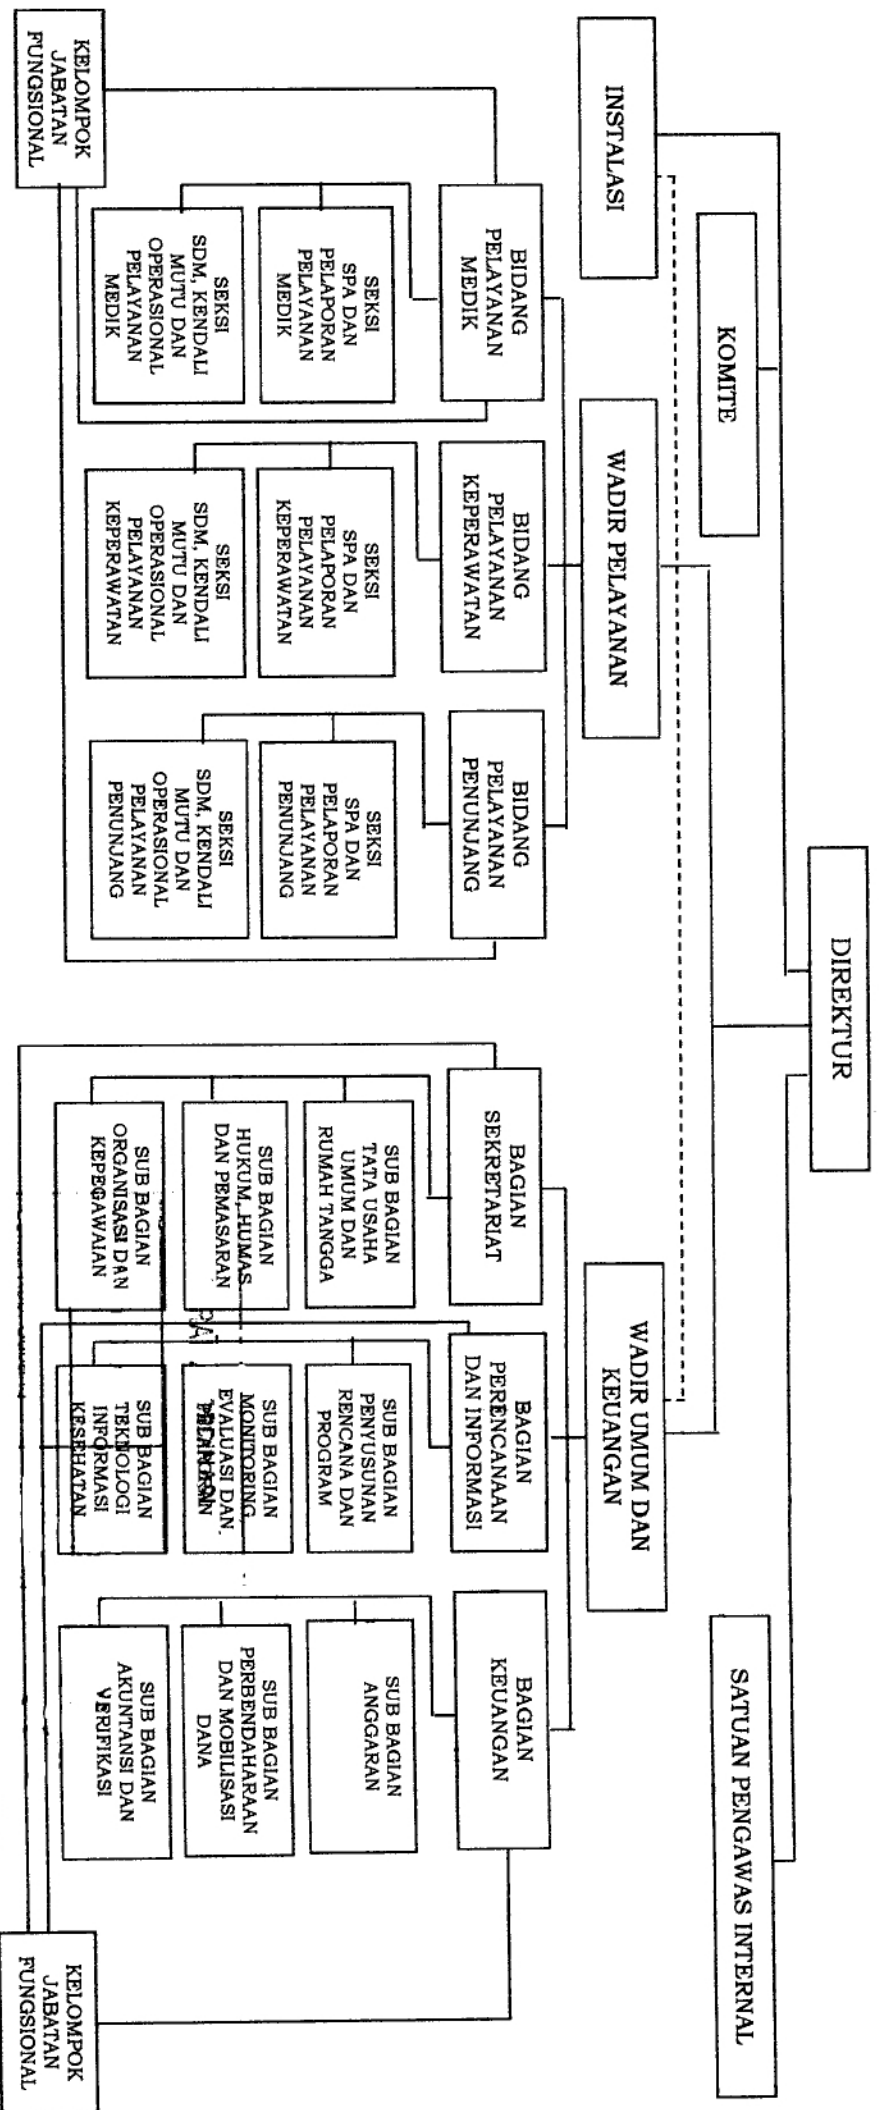 DIREKTUR
KOMITE
SATUAN PENGAWAS INTERNAL
INSTALASI
WADIR PELAYANAN
WADIR UMUM DAN
KEUANGAN
BIDANG
PELAYANAN
MEDIK
BIDANG
PELAYANAN
KEPERAWATAN
BIDANG
PELAYANAN
PENUNJANG
BAGIAN
SEKRETARIAT
BAGIAN
PERENCANAAN
DAN INFORMASI
BAGIAN
KEUANGAN
SEKSI
SPA DAN
PELAPORAN
PELAYANAN
MEDIK
SEKSI
SPA DAN
PELAPORAN
PELAYANAN
KEPERAWATAN
SEKSI
SPA DAN
PELAPORAN
PELAYANAN
PENUNJANG
SUB BAGIAN
TATA USAHA
UMUM DAN
RUMAH TANGGA
SUB BAGIAN
PENYUSUNAN
RENCANA DAN
PROGRAM
SUB BAGIAN
ANGGARAN
SEKSI
SDM, KENDALI
MUTU DAN
OPERASIONAL
PELAYANAN
MEDIK
SEKSI
SDM, KENDALI
MUTU DAN
OPERASIONAL
PELAYANAN
KEPERAWATAN
SEKSI
SDM, KENDALI
MUTU DAN
OPERASIONAL
PELAYANAN
PENUNJANG
SUB BAGIAN
HUKUM, HUMAS
DAN PEMASARAN
SUB BAGIAN
MONITORING
EVALUASI DAN
SUB BAGIAN
PERBENDAHARAAN
DAN MOBILISASI
DANA
SUB BAGIAN
ORGANISASI DAN
KEPEGAWAIAN
SUB BAGIAN
TEKNOLOGI
INFORMASI
KESEHATAN
SUB BAGIAN
AKUNTANSI DAN
VERIFIKASI
KELOMPOK
JABATAN
FUNGSIONAL
KELOMPOK
JABATAN
FUNGSIONAL